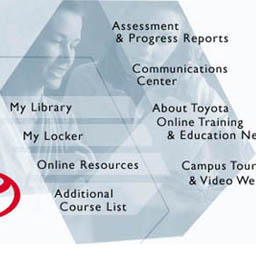 Assessment
& Progress Reports
Communications
Center
My Library
About Toyota
Online Training
My Locker
& Education Ne
Online Resources
Campus Tour
& Video We
Additional
Course List